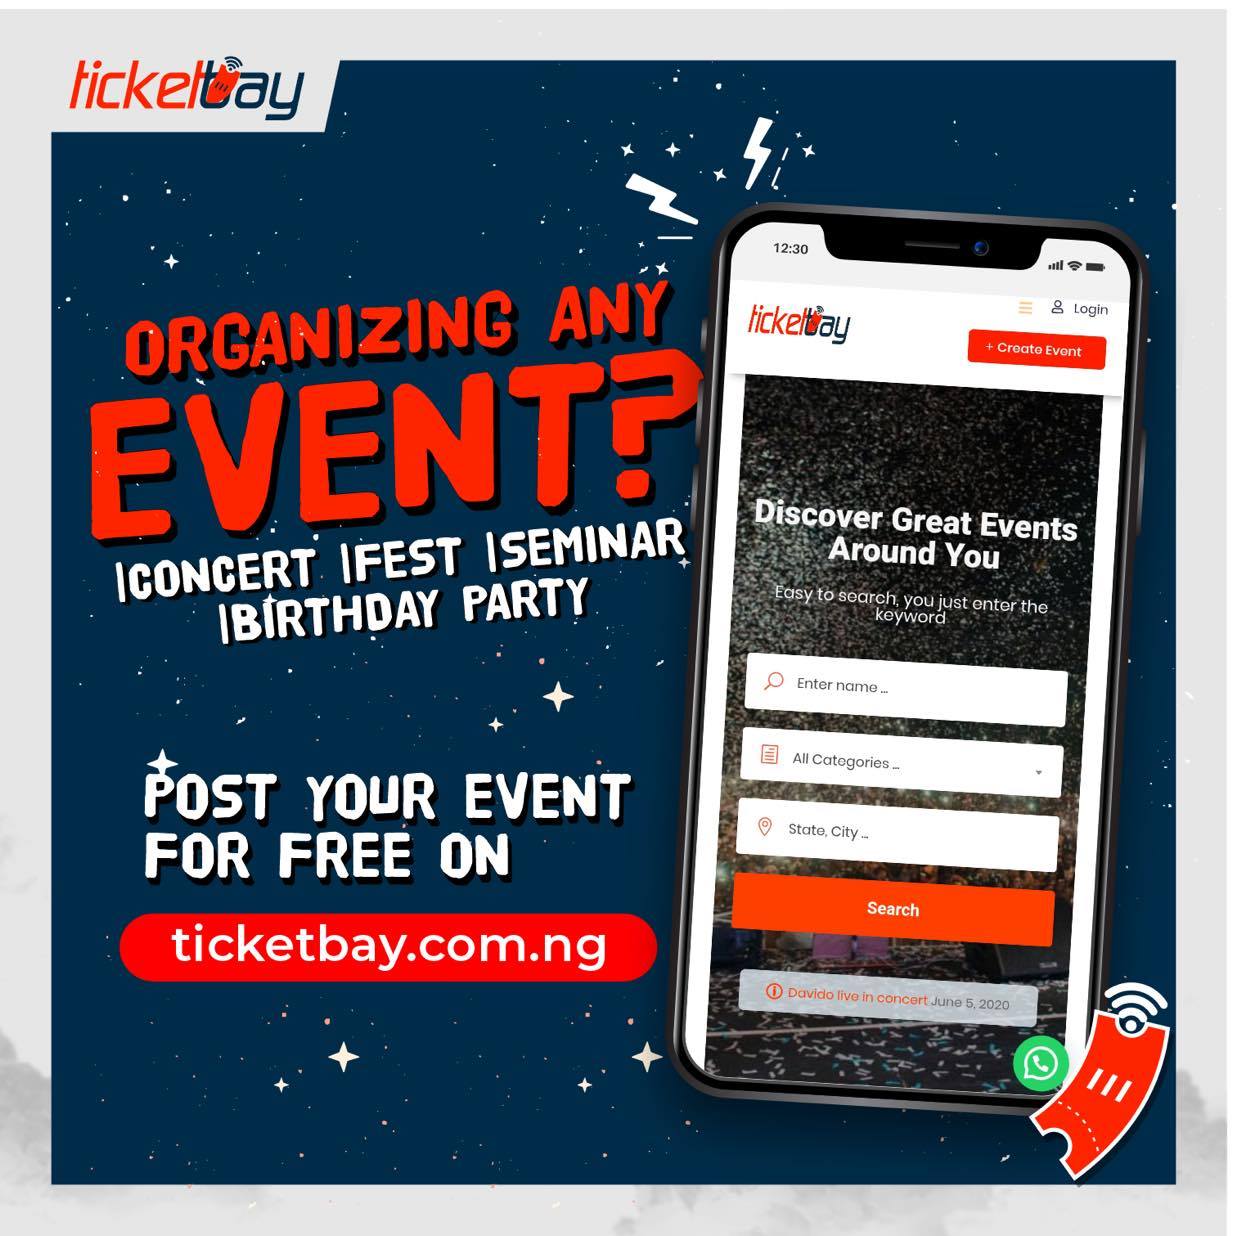 ticketbay
ORGANIZING ANY
EVENT?
|CONCERT |FEST |SEMINAR
|BIRTHDAY PARTY
POST YOUR EVENT
FOR FREE ON
ticketbay.com.ng
12:30
ticketbay
Login
+ Create Event
Discover Great Events
Around You
Easy to search, you just enter the
keyword
Enter name ...
All Categories ...
State, City ...
Search
Davido live in concert June 5, 2020